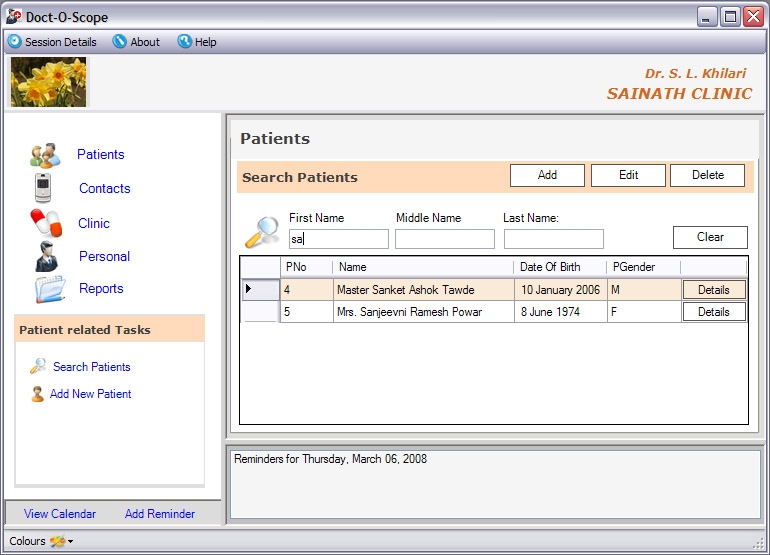 Doct-O-Scope
Session Details About Help
Dr. S. L. Khilari
SAINATH CLINIC
Patients
Contacts
Clinic
Personal
Reports
Patient related Tasks
Search Patients
Add New Patient
View Calendar Add Reminder
Patients
Search Patients Add Edit Delete
First Name Middle Name Last Name:
sa Clear
PNo Name Date Of Birth PGender
4 Master Sanket Ashok Tawde 10 January 2006 M Details
5 Mrs. Sanjeevni Ramesh Powar 8 June 1974 F Details
Reminders for Thursday, March 06, 2008
Colours